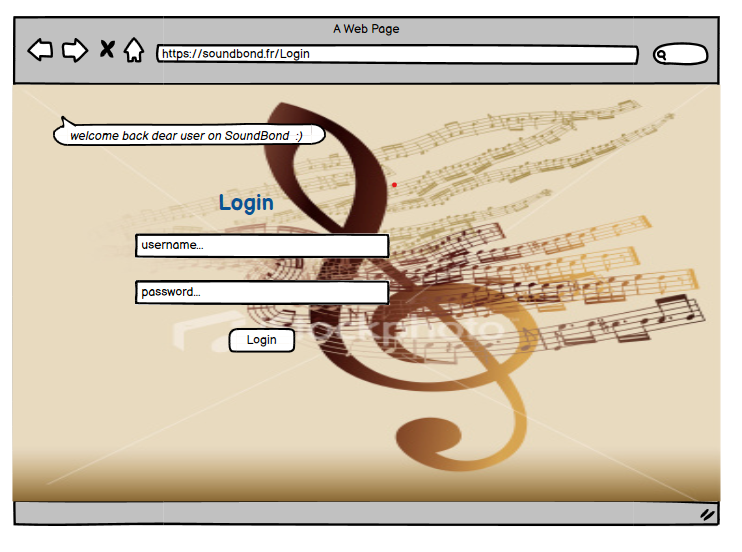 A Web Page
https://soundbond.fr/Login
welcome back dear user on SoundBond :)
Login
username...
password...
iStockphoto
Login